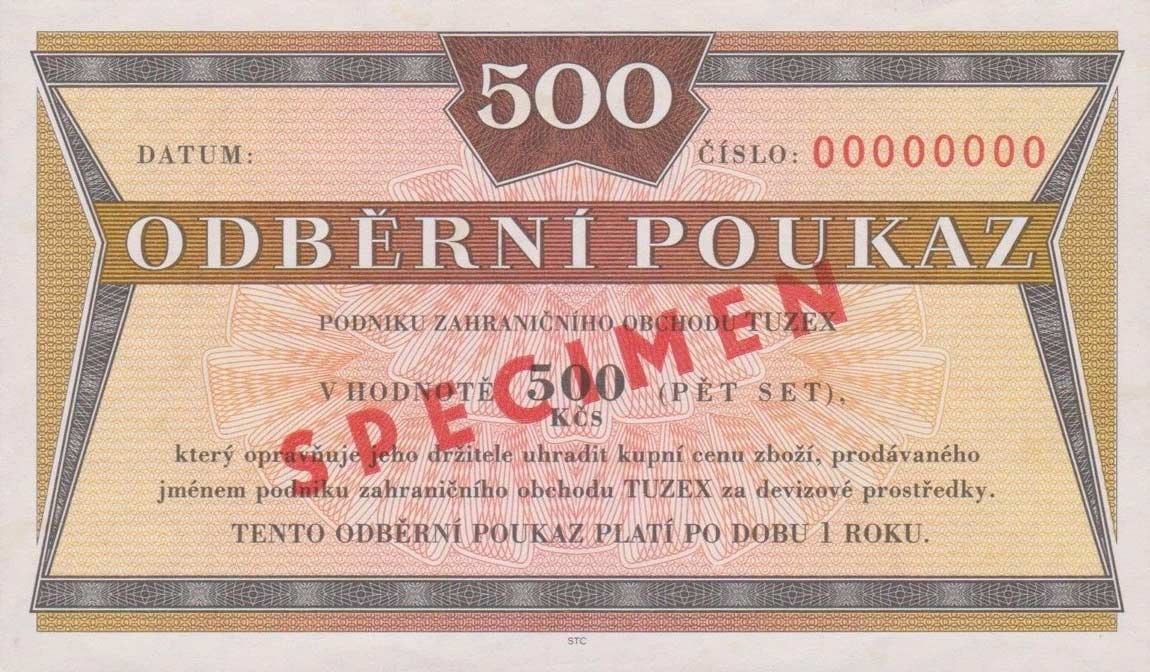 500
DATUM:
ČÍSLO: 00000000
ODBĚRNÍ POUKAZ
PODNIKU ZAHRANIČNÍHO OBCHODU TUZEX
V HODNOTĚ 500 (PĚT SET),
KČS
SPECIMEN
který opravňuje jeho držitele uhradit kupní cenu zboží, prodávaného
jménem podniku zahraničního obchodu TUZEX za devizové prostředky.
TENTO ODBĚRNÍ POUKAZ PLATÍ PO DOBU 1 ROKU.
STC